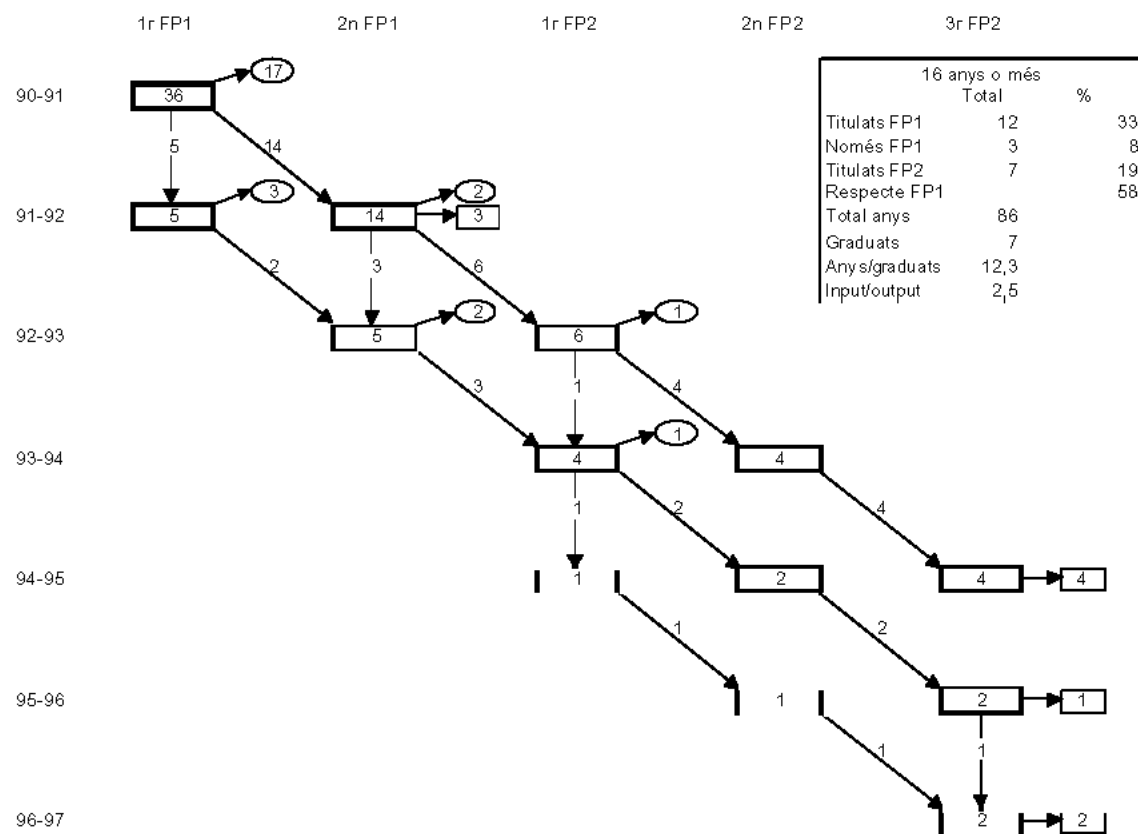 1r FP1 2n FP1 1r FP2 2n FP2 3r FP2
16 anys o més
Total %
Titulats FP1 12 33
Només FP1 3 8
Titulats FP2 7 19
Respecte FP1 58
Total anys 86
Graduats 7
Anys/graduats 12,3
Input/output 2,5
17
90-91 36
5 14
3 2
91-92 5 14 3
2 3 6
2 1
92-93 5 6
3 1 4
1
93-94 4 4
1 2 4
94-95 1 2 4 4
1 2
95-96 1 2 1
1 1
96-97 2 2